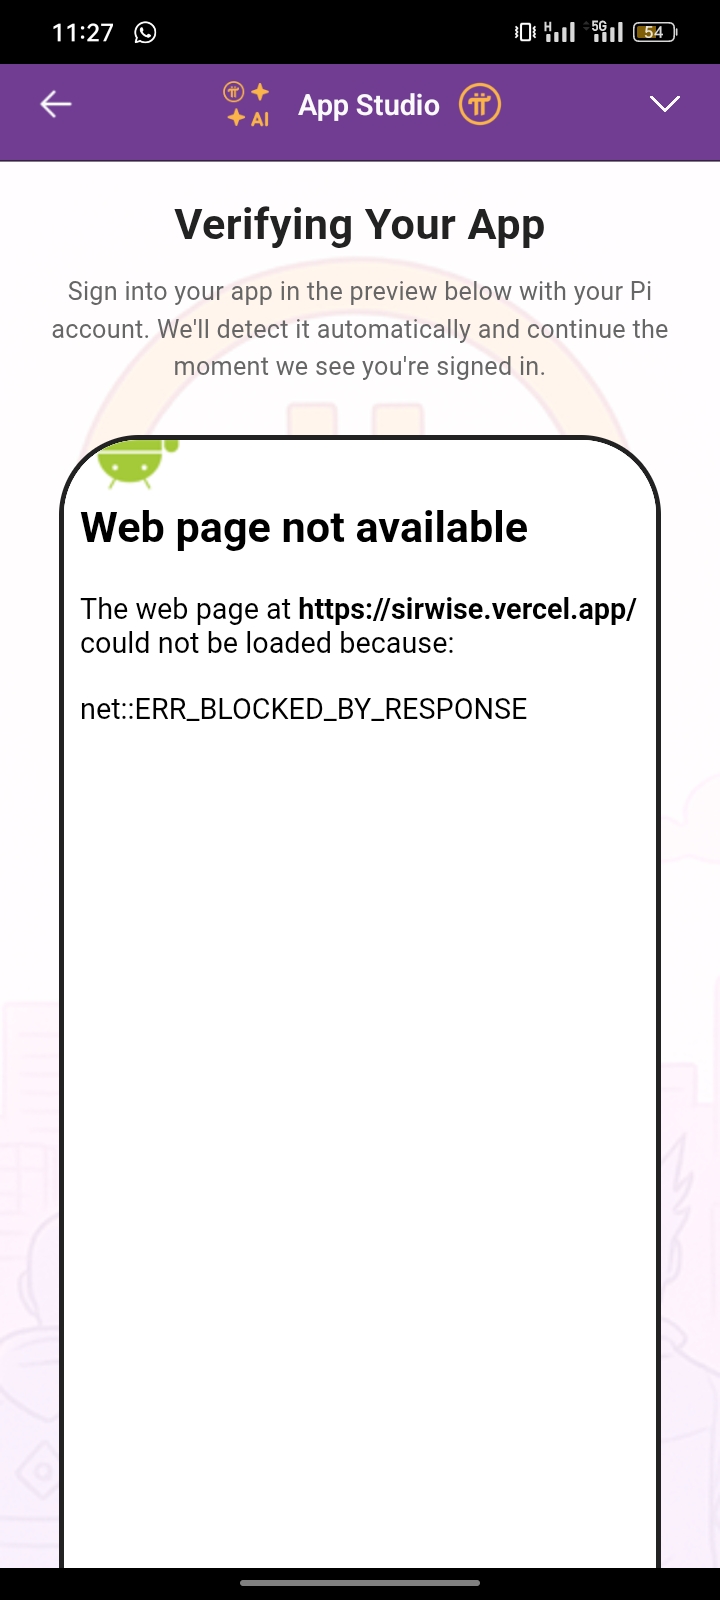 11:27
H 5G 54
AI
App Studio
Verifying Your App
Sign into your app in the preview below with your Pi
account. We'll detect it automatically and continue the
moment we see you're signed in.
Web page not available
The web page at https://sirwise.vercel.app/
could not be loaded because:
net::ERR_BLOCKED_BY_RESPONSE